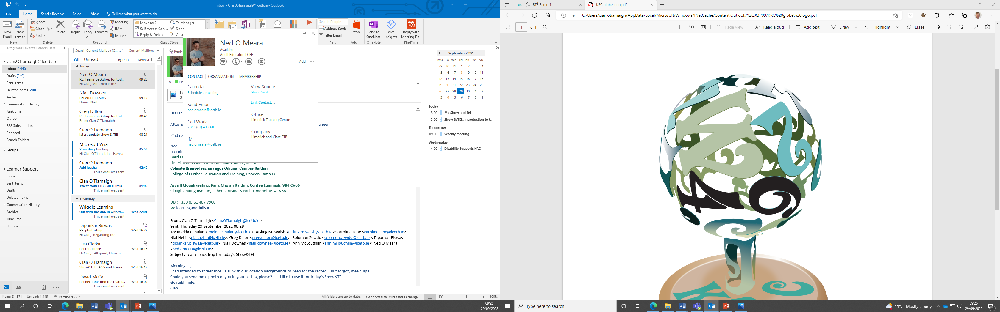 Inbox - Cian.OTiarnaigh@lcetb.ie - Outlook
File
Home
Send / Receive
Folder
View
Tell me what you want to do...
New Email
New Items
New
Ignore
Clean Up
Junk
Delete
Delete
Reply
Reply All
Forward
Meeting
IM
More
Respond
Move to: ?
Self Access Cen...
Reply & Delete
To Manager
Done
Crea
Quick Steps
Search People
Address Book
Filter Email
Find
Store
Add-ins
Send to OneNote
OneNote
Viva Insights
Reply with Meeting Poll
FindTime
Drag Your Favorite Folders Here
Cian.OTiarnaigh@lcetb.ie
Inbox 1445
Drafts [246]
Sent Items
Deleted Items 200
Archive
Conversation History
Junk Email
Outbox
RSS Subscriptions
Snoozed
Search Folders
Groups
Learner Support
Inbox
Sent Items
Drafts
Deleted Items
Conversation History
Archive
Junk Email
Outbox
Search Current Mailbox (C...
Current Mailbox
All Unread
By Date
Newest
Today
Ned O Meara
RE: Teams backdrop for tod... 09:20
Hi Cian, Attached is the
Niall Downes
RE: Add to Teams 09:19
Done, Niall
Greg Dillon
RE: Teams backdrop for tod... 08:43
From: Cian O'Tiarnaigh
Cian O'Tiarnaigh
latest update show & TEL 08:24
Microsoft Viva
Your daily briefing 05:52
Hi Cian O'Tiarnaigh, Have a
Cian O'Tiarnaigh
Add leesha 02:40
This e-mail was sent
Cian O'Tiarnaigh
Tweet from ETBI (@ETBIrela... 01:05
This e-mail was sent
Yesterday
Wriggle Learning
Out with the Old, in with th... Wed 22:01
This e-mail was sent
Dipankar Biswas
Re: photoshop Wed 16:27
Hi Cian, Regarding the
Lisa Clerkin
Re: Lend Items Wed 16:18
Hi Cian, All good, I have a
Cian O'Tiarnaigh
Show&TEL, AISS and Learni... Wed 16:17
David McCall
Re: Reconnecting the Learni... Wed 16:09
This e-mail was sent
Reply
To Cia
Le
3
Ned O Meara
Available
Adult Educator, LCFET
Add
CONTACT
ORGANIZATION
MEMBERSHIP
Calendar
Schedule a meeting
Send Email
ned.omeara@lcetb.ie
Call Work
+353 (61) 400660
IM
ned.omeara@lcetb.ie
View Source
SharePoint
Link Contacts...
Office
Limerick Training Centre
Company
Limerick and Clare ETB
Hi Cian,
Attache
Raheen.
Kind re
Ned O'
Learnin
Bord O
Limerick and Clare Education and Training Board
Coláiste Breisoideachais agus Oiliúna, Campas Ráithín
College of Further Education and Training, Raheen Campus
Ascaill Cloughkeating, Páirc Gnó an Ráithín, Contae Luimnigh, V94 CV66
Cloughkeating Avenue, Raheen Business Park, Limerick V94 CV66
DDI: +353 (0)61 487 7900
W: learningandskills.ie
From: Cian O'Tiarnaigh <Cian.OTiarnaigh@lcetb.ie>
Sent: Thursday 29 September 2022 08:28
To: Imelda Cahalan <imelda.cahalan@lcetb.ie>; Aisling M. Walsh <aisling.m.walsh@lcetb.ie>; Caroline Lane <caroline.lane@lcetb.ie>;
Nial Hehir <nial.hehir@lcetb.ie>; Greg Dillon <greg.dillon@lcetb.ie>; Solomon Zewdu <solomon.zewdu@lcetb.ie>; Dipankar Biswas
<dipankar.biswas@lcetb.ie>; Niall Downes <niall.downes@lcetb.ie>; Ann McLoughlin <ann.mcloughlin@lcetb.ie>; Ned O Meara
<ned.omeara@lcetb.ie>
Subject: Teams backdrop for today's Show&TEL
Morning all,
I had intended to screenshot us all with our location backgrounds to keep for the record – but forgot, mea culpa.
Could you send me a photo of you in your setting please? – I'd like to use it for today's Show&TEL.
Go raibh míle,
Cian.
September 2022
MO TU WE TH FR SA SU
29 30 31 1 2 3 4
5 6 7 8 9 10 11
12 13 14 15 16 17 18
19 20 21 22 23 24 25
26 27 28 29 30 1 2
3 4 5 6 7 8 9
Today
13:00 Me Show and TeL
13:00 Show & TEL: Introduction to t...
Tomorrow
09:00 Weekly meeting
Wednesday
14:00 Disability Supports KRC
Items: 31,571 Unread: 1,445 Reminders: 27
All folders are up to date. Connected to: Microsoft Exchange
100%
09:25
29/09/2022
RTÉ RTÉ Radio 1
KRC globe logo.pdf
File C:/Users/cian.otiarnaigh/AppData/Local/Microsoft/Windows/INetCache/Content.Outlook/YZOX3P09/KRC%20globe%20logo.pdf
1 of 1
Page view
Read aloud
Add text
Draw
Highlight
Erase
Type here to search
11°C Mostly cloudy
09:25
29/09/2022
20